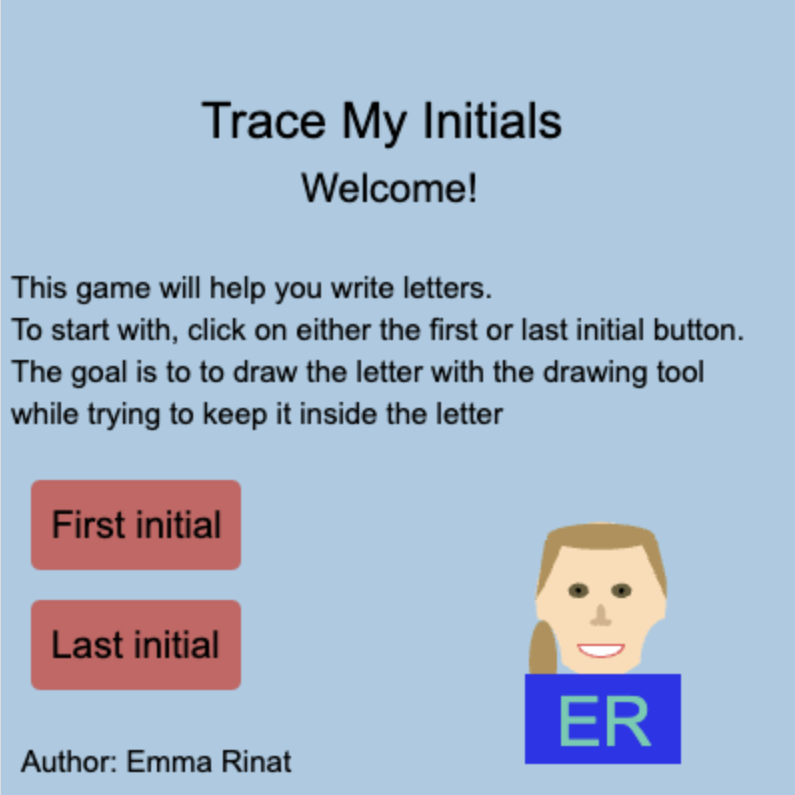 Trace My Initials
Welcome!
This game will help you write letters.
To start with, click on either the first or last initial button.
The goal is to to draw the letter with the drawing tool
while trying to keep it inside the letter
First initial
Last initial
ER
Author: Emma Rinat